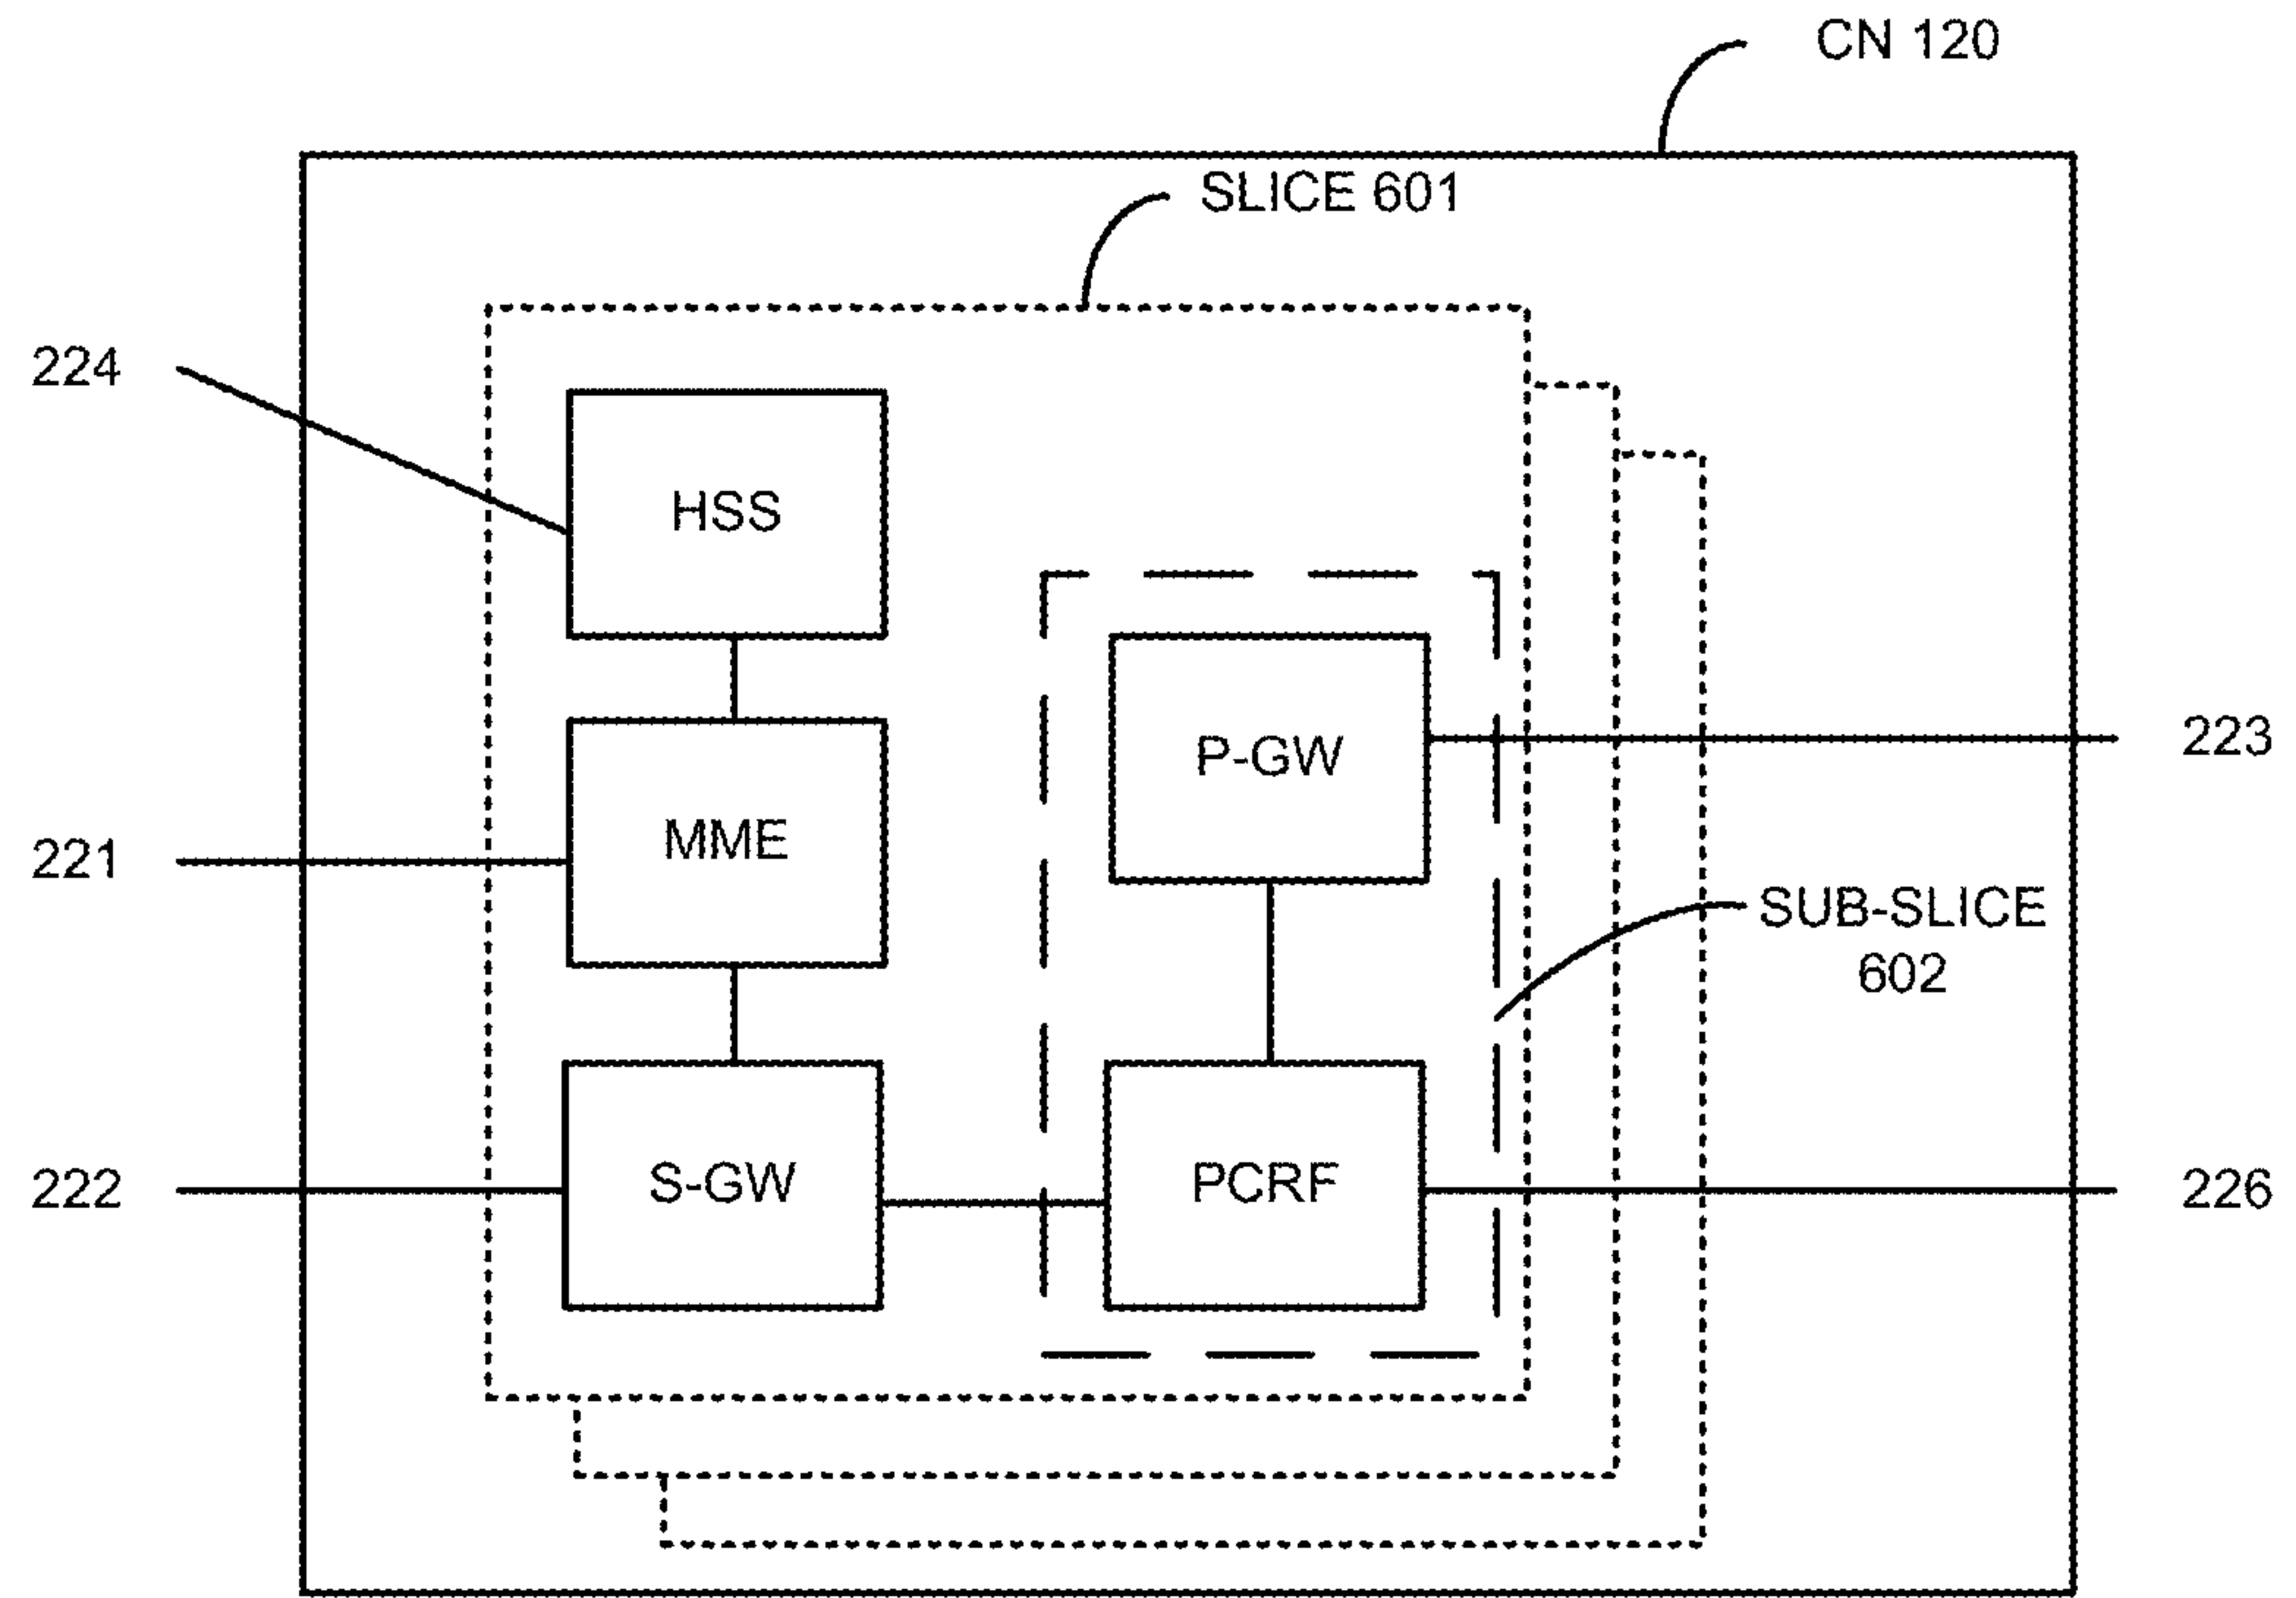 CN 120
SLICE 601
224
HSS
223
P-GW
221
MME
SUB-SLICE
602
222
S-GW
PCRF
226